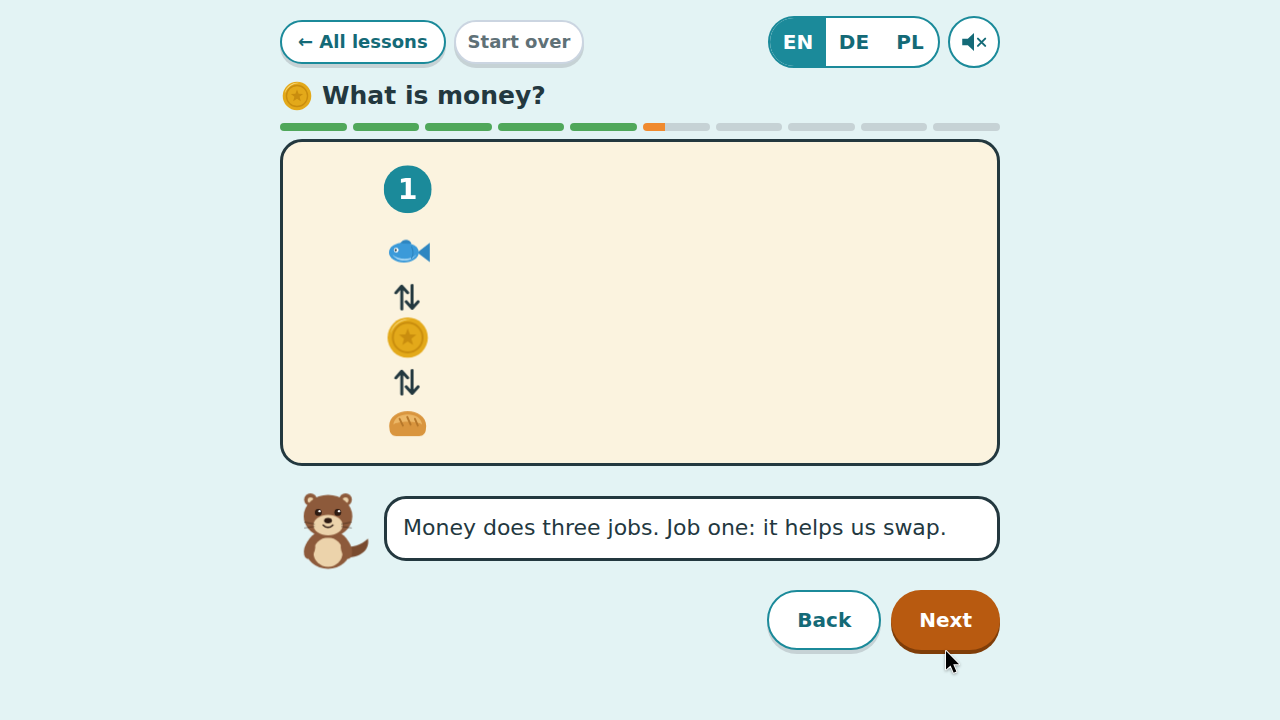 ← All lessons
Start over
EN
DE
PL
What is money?
1
Money does three jobs. Job one: it helps us swap.
Back
Next